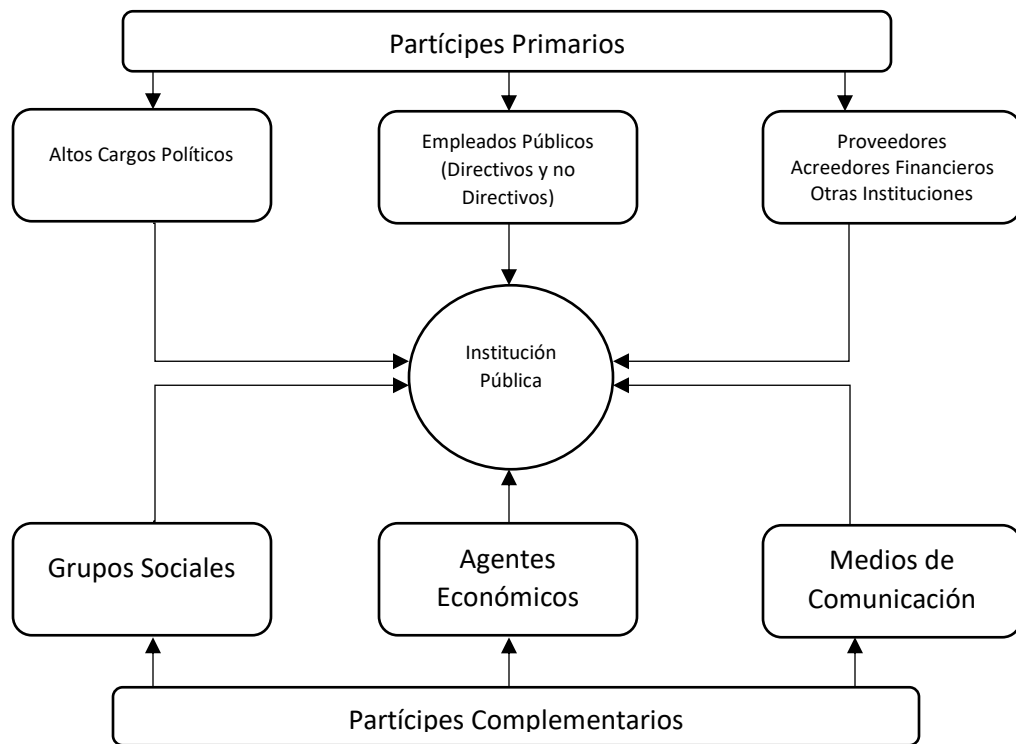 Partícipes Primarios
Altos Cargos Políticos
Empleados Públicos
(Directivos y no
Directivos)
Proveedores
Acreedores Financieros
Otras Instituciones
Institución
Pública
Grupos Sociales
Agentes
Económicos
Medios de
Comunicación
Partícipes Complementarios